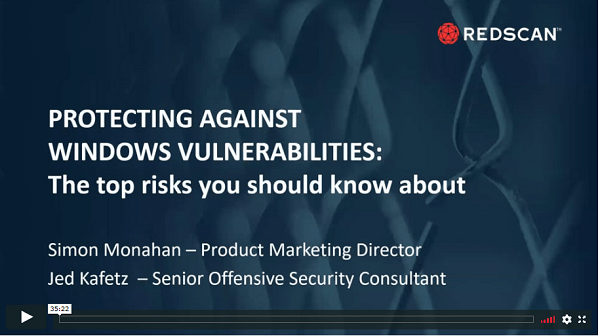 REDSCAN™
PROTECTING AGAINST
WINDOWS VULNERABILITIES:
The top risks you should know about
Simon Monahan – Product Marketing Director
Jed Kafetz – Senior Offensive Security Consultant
35:22